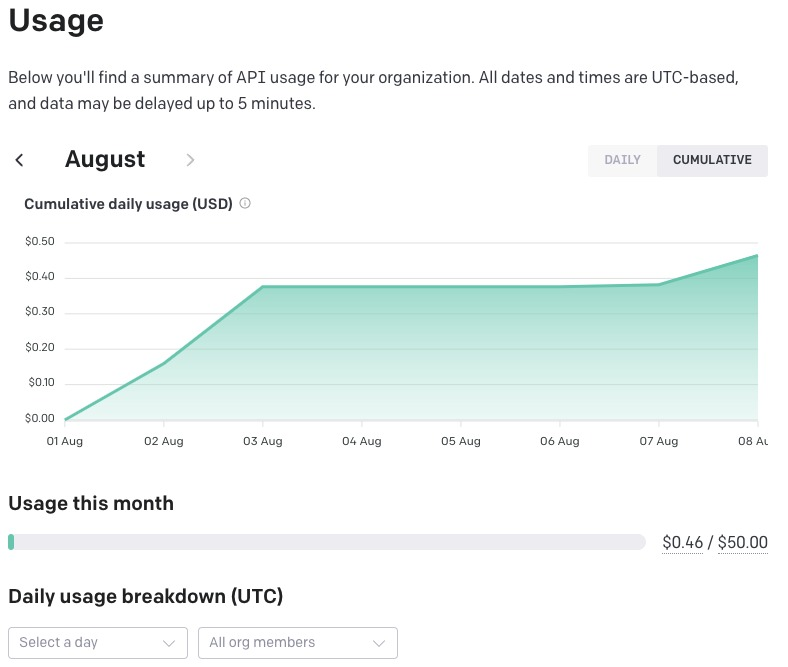 Usage
Below you'll find a summary of API usage for your organization. All dates and times are UTC-based,
and data may be delayed up to 5 minutes.
August
DAILY CUMULATIVE
Cumulative daily usage (USD)
$0.50
$0.40
$0.30
$0.20
$0.10
$0.00
01 Aug 02 Aug 03 Aug 04 Aug 05 Aug 06 Aug 07 Aug 08 Au
Usage this month
$0.46 / $50.00
Daily usage breakdown (UTC)
Select a day All org members